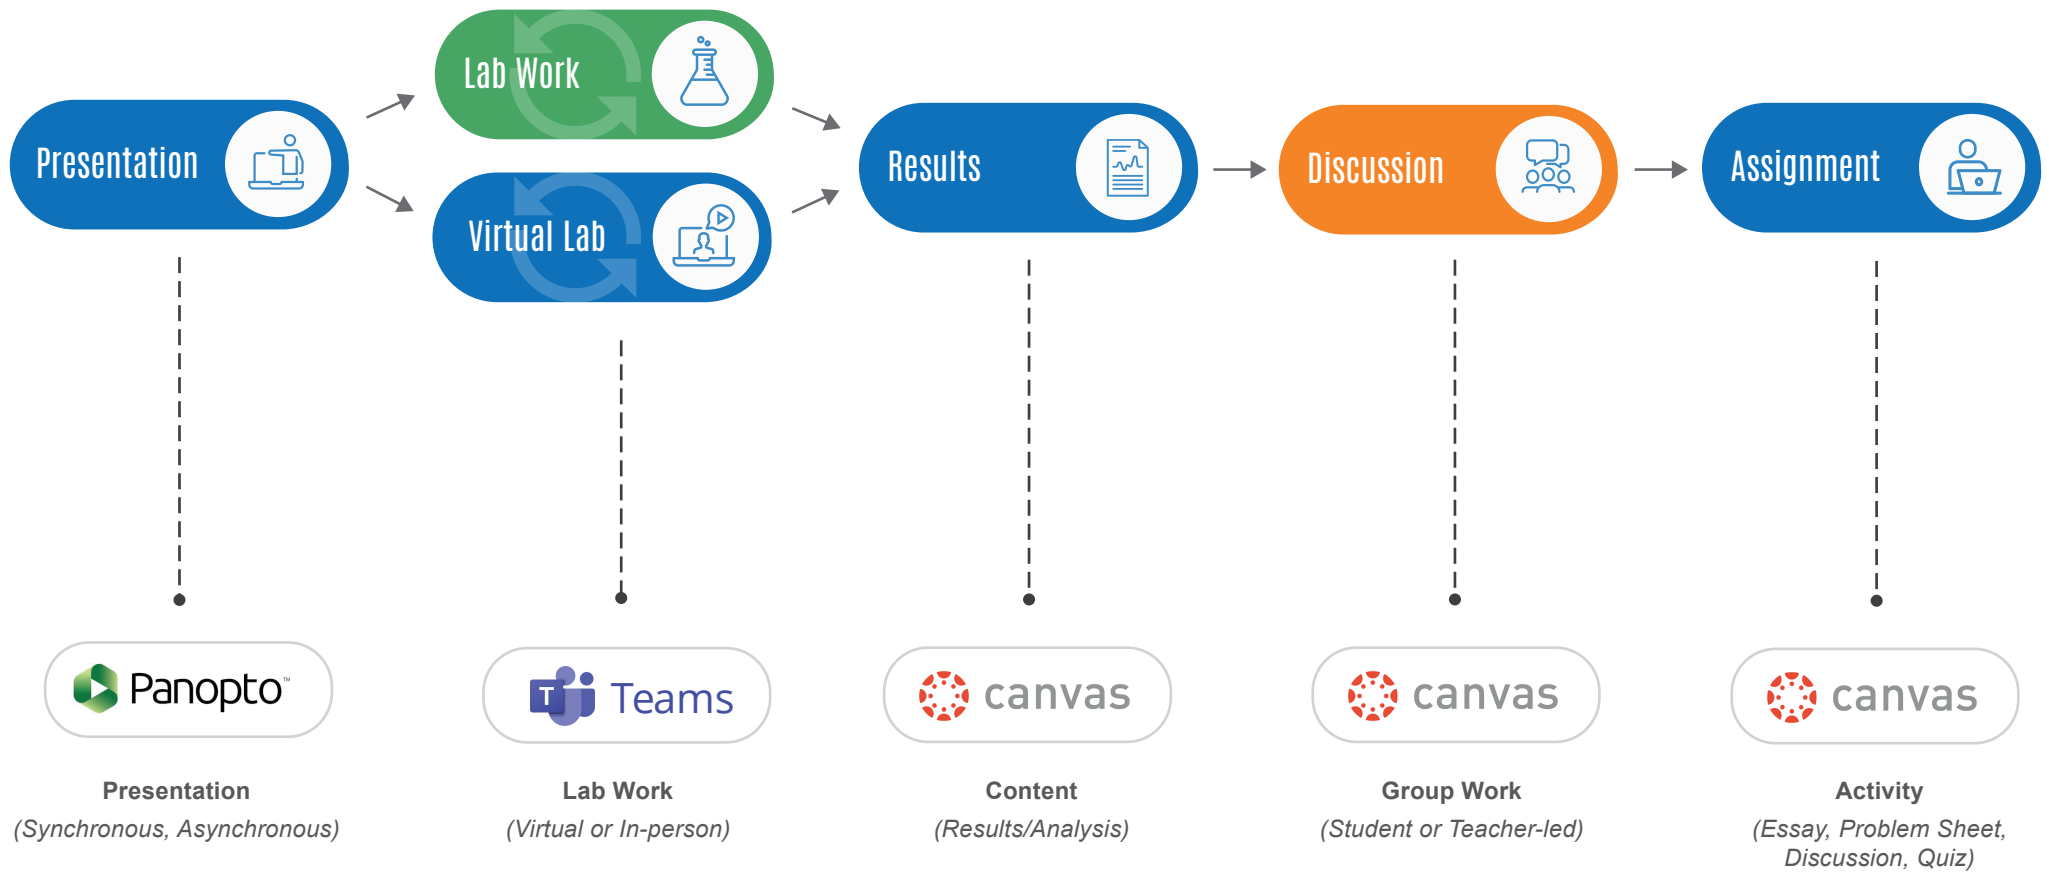 Lab Work
Presentation
Virtual Lab
Results
Discussion
Assignment
Panopto™
T Teams
canvas
canvas
canvas
Presentation
(Synchronous, Asynchronous)
Lab Work
(Virtual or In-person)
Content
(Results/Analysis)
Group Work
(Student or Teacher-led)
Activity
(Essay, Problem Sheet,
Discussion, Quiz)